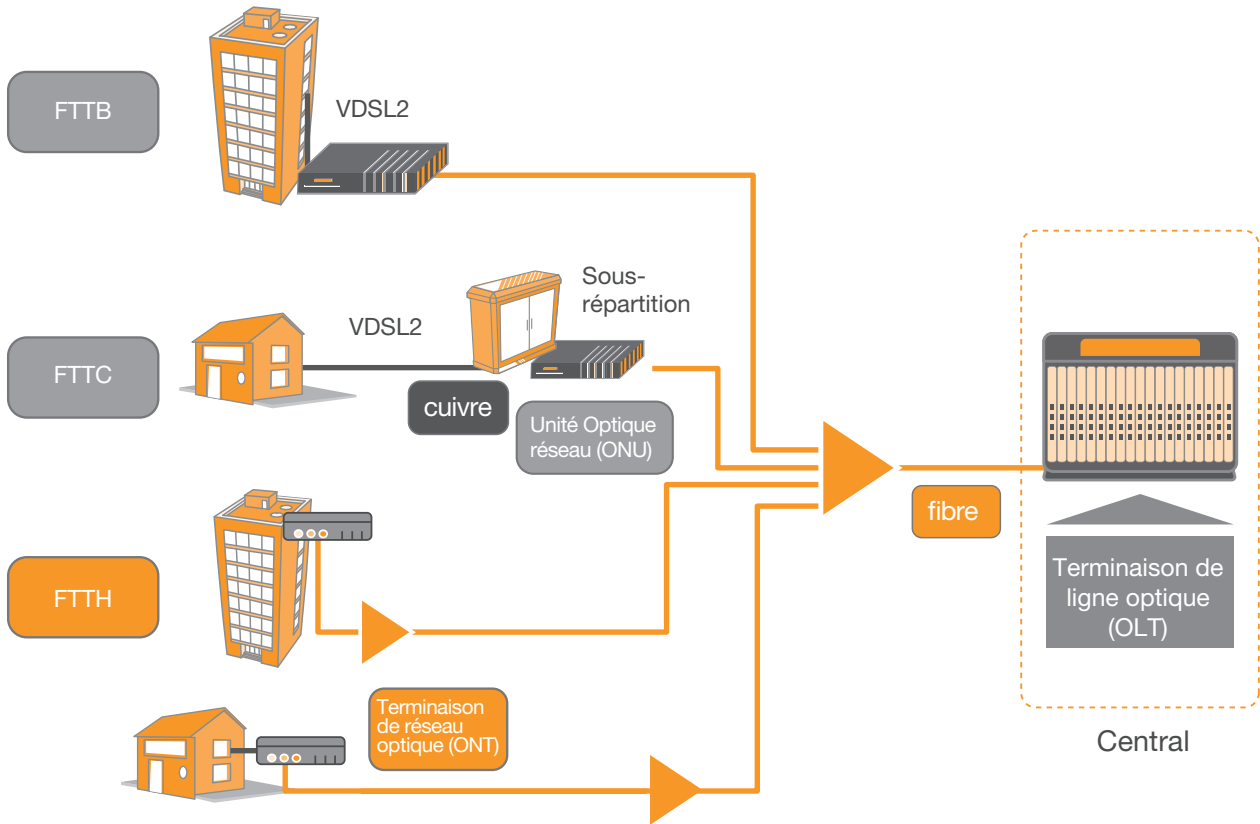 FTTB
VDSL2
Sous-
répartition
VDSL2
FTTC
cuivre
Unité Optique
réseau (ONU)
fibre
FTTH
Terminaison de
ligne optique
(OLT)
Terminaison
de réseau
optique (ONT)
Central